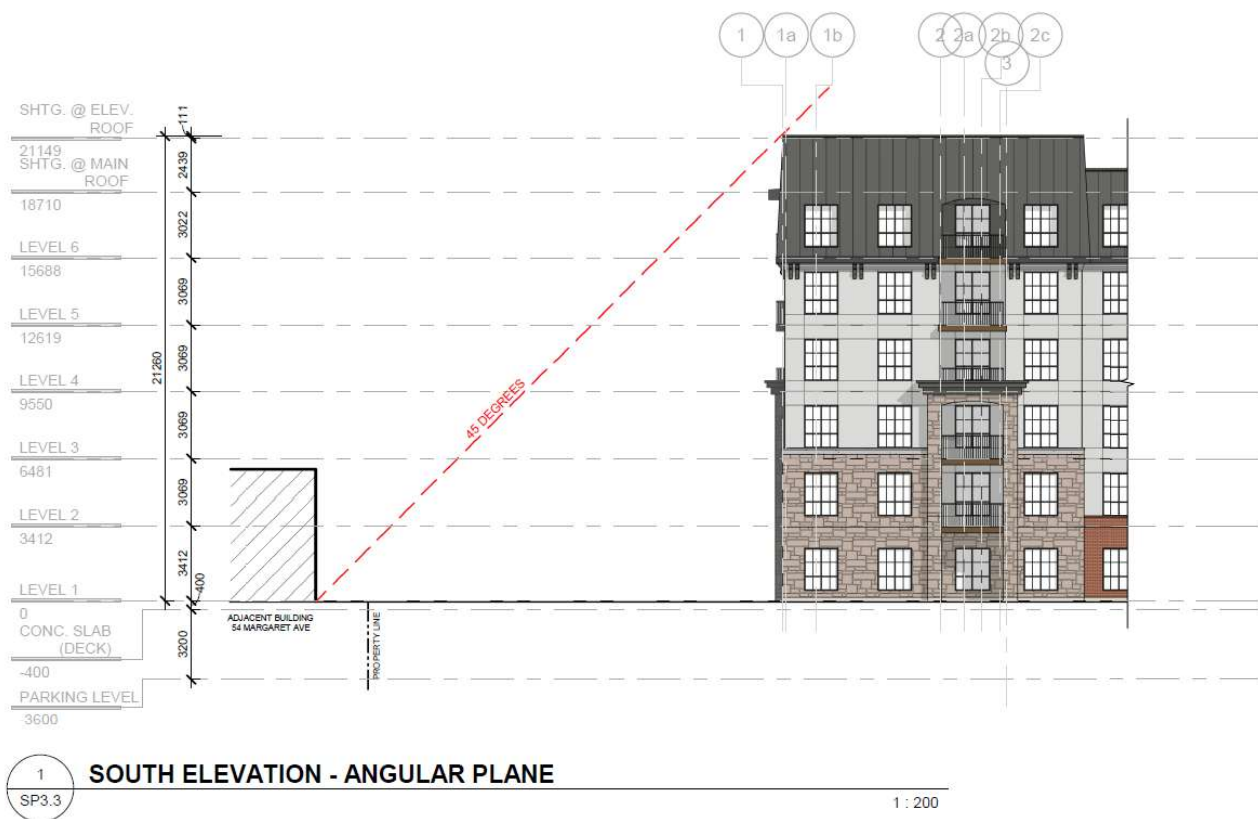 1
1a
1b
2
2a
2b
2c
3
SHTG. @ ELEV.
ROOF
21149
SHTG. @ MAIN
ROOF
18710
LEVEL 6
15688
LEVEL 5
12619
LEVEL 4
9550
LEVEL 3
6481
LEVEL 2
3412
LEVEL 1
0
CONC. SLAB
(DECK)
-400
PARKING LEVEL
-3600
21260
111
2439
3022
3069
3069
3069
3069
3412
400
3200
45 DEGREES
ADJACENT BUILDING
54 MARGARET AVE
PROPERTY LINE
1
SP3.3
SOUTH ELEVATION - ANGULAR PLANE
1 : 200